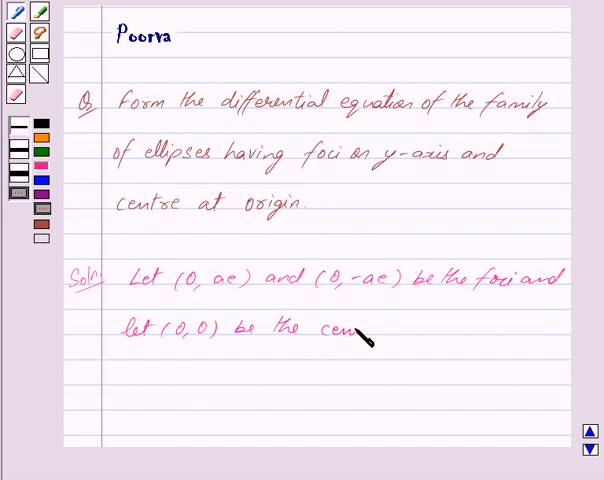 Poorva
Q, Form the differential equation of the family
of ellipses having foci on y-axis and
centre at origin.
Soln: Let (0, ae) and (0, -ae) be the foci and
let (0, 0) be the cen